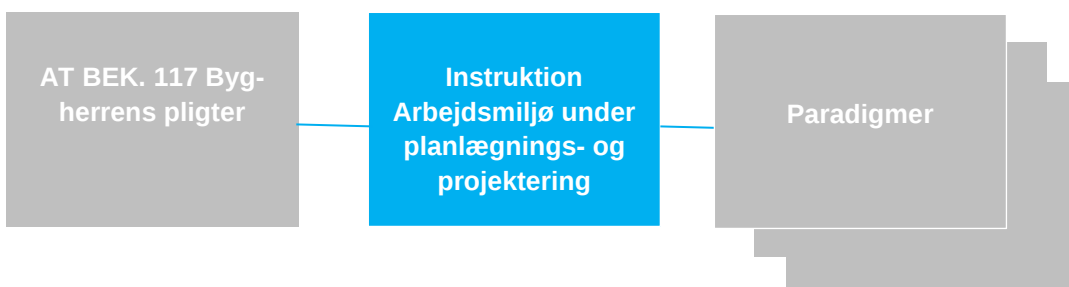 AT BEK. 117 Byg-
herrens pligter
Instruktion
Arbejdsmiljø under
planlægnings- og
projektering
Paradigmer